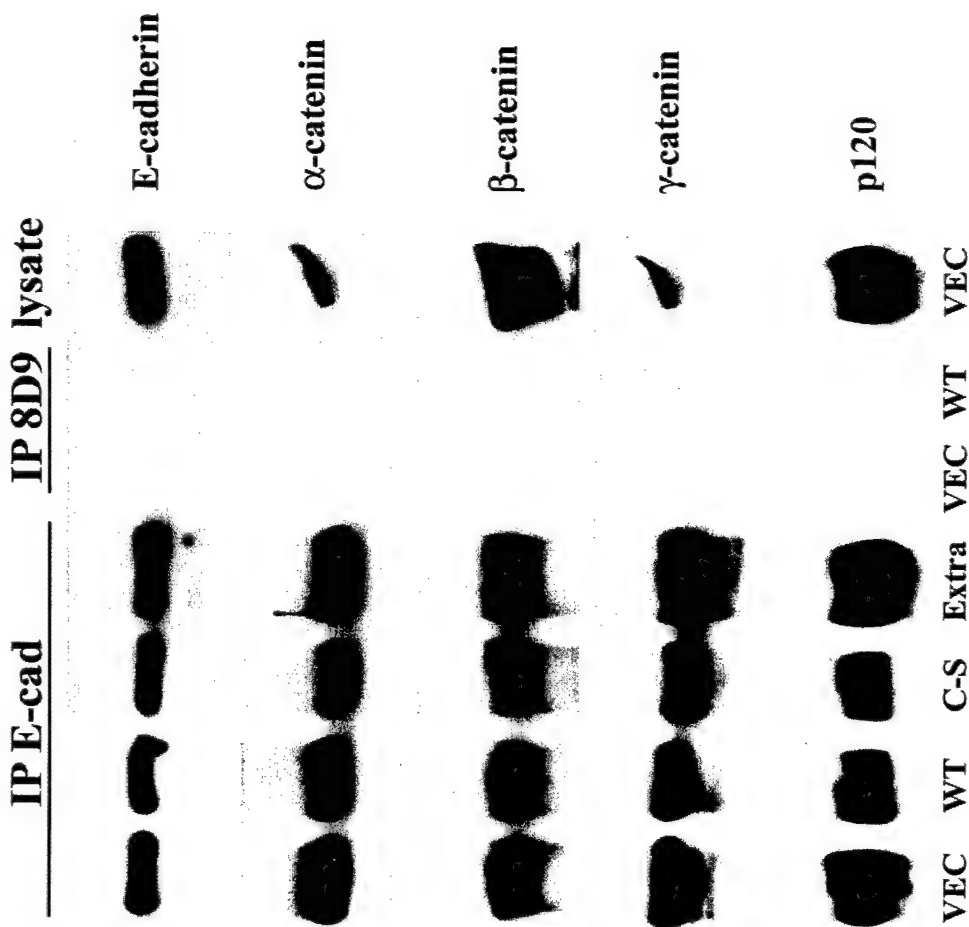 IP E-cad IP 8D9 lysate
E-cadherin
α-catenin
β-catenin
γ-catenin
p120
VEC WT C-S Extra VEC WT VEC